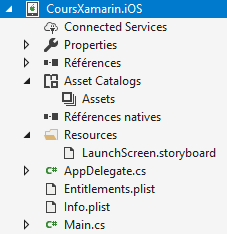 CoursXamarin.iOS
Connected Services
Properties
Références
Asset Catalogs
Assets
Références natives
Resources
LaunchScreen.storyboard
C# AppDelegate.cs
Entitlements.plist
Info.plist
C# Main.cs